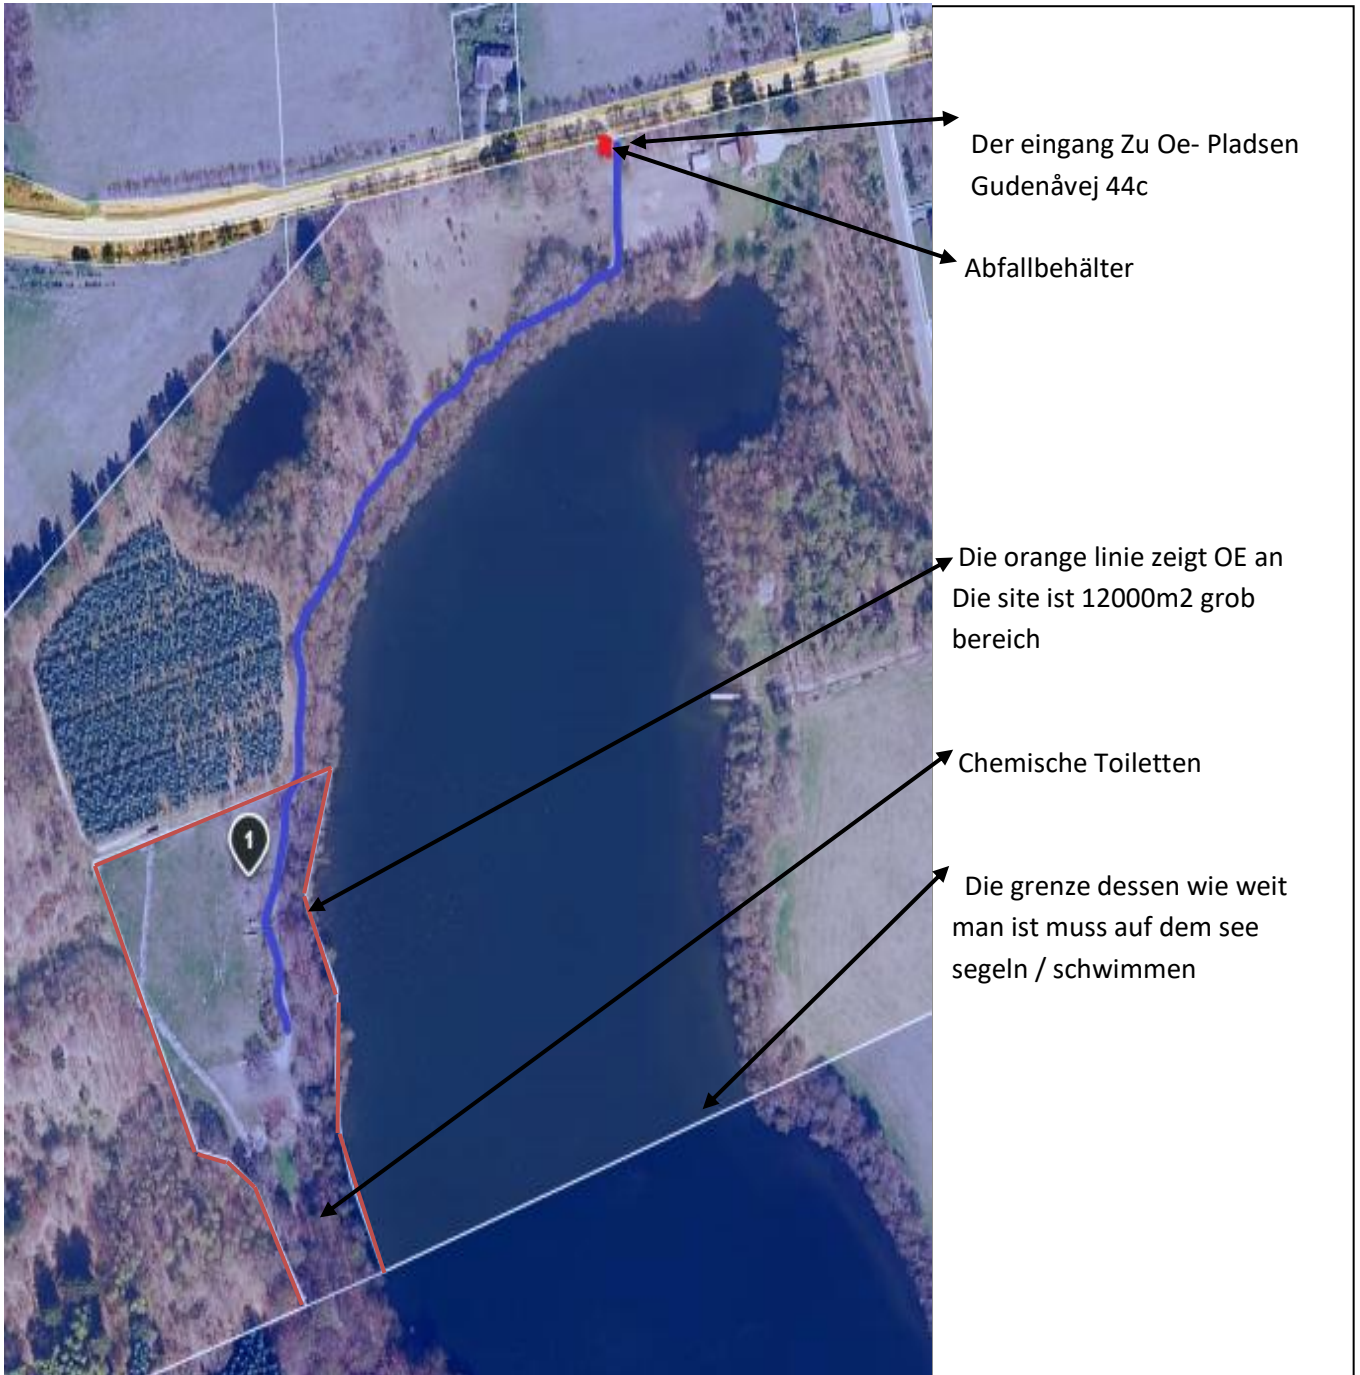 Der eingang Zu Oe- Pladsen
Gudenåvej 44c
Abfallbehälter
Die orange linie zeigt OE an
Die site ist 12000m2 grob
bereich
Chemische Toiletten
1
Die grenze dessen wie weit
man ist muss auf dem see
segeln / schwimmen